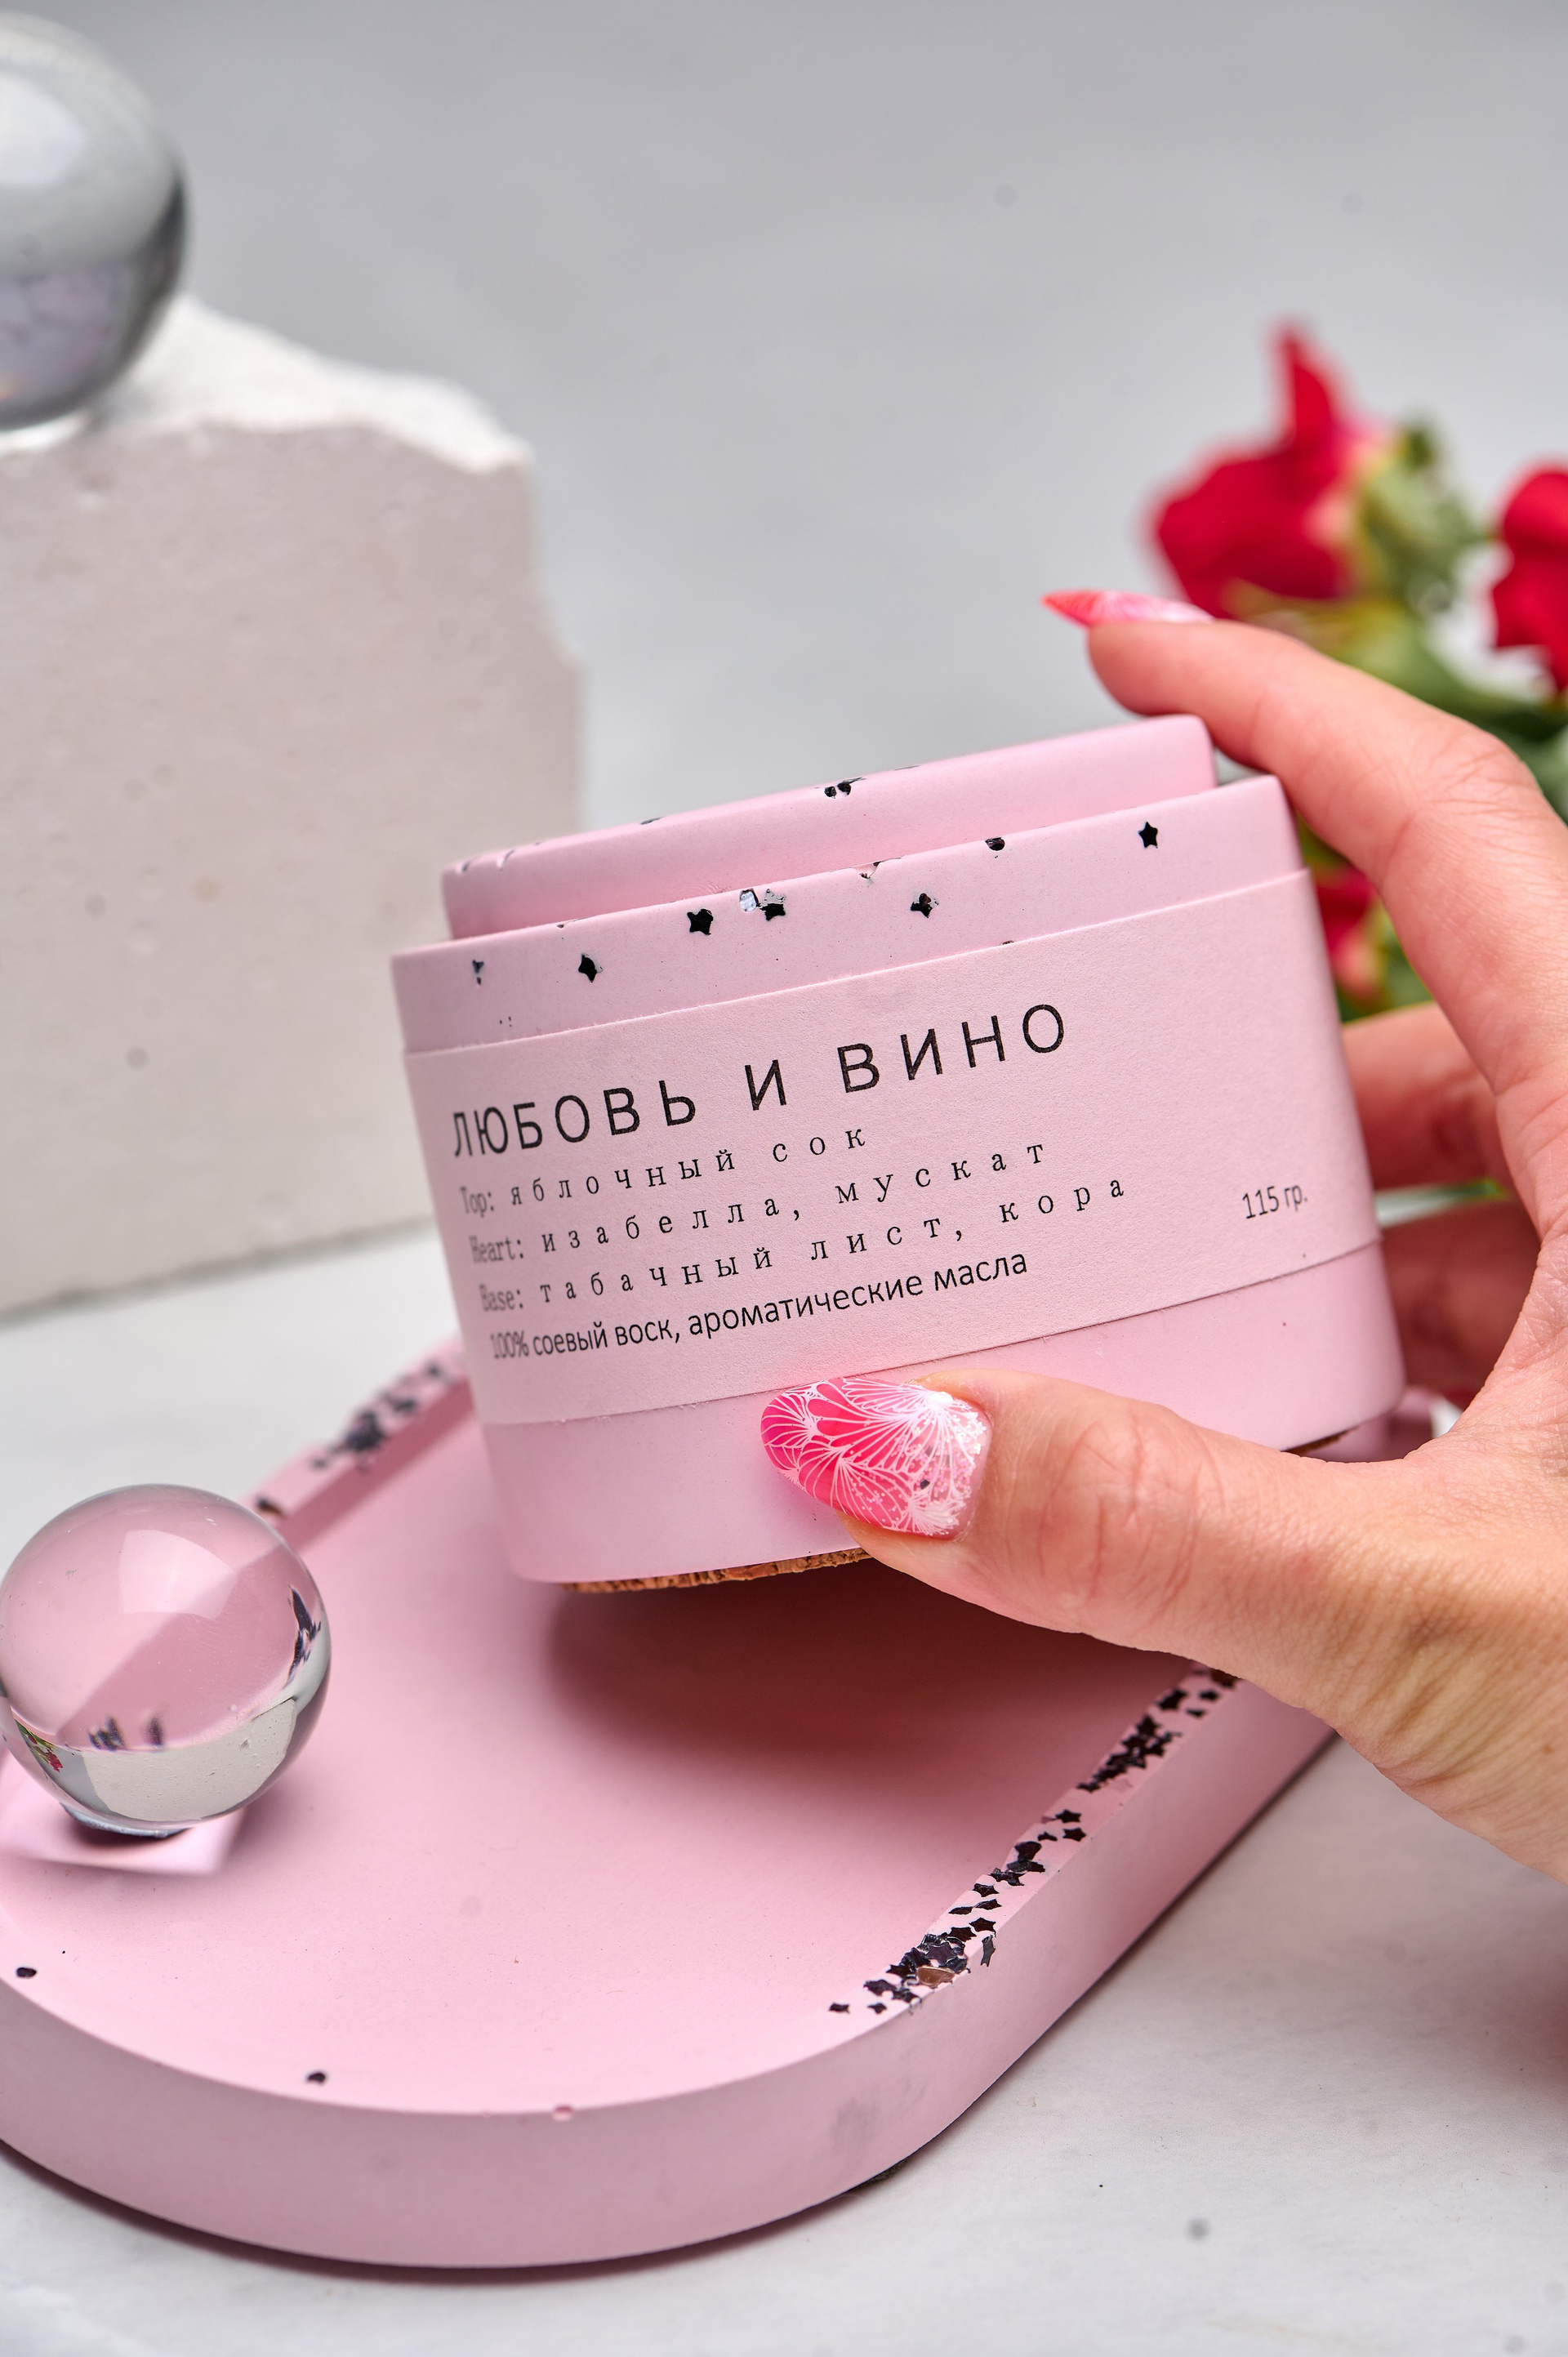 ЛЮБОВЬ И ВИНО
Top: яблочный сок
Heart: изабелла, мускат
Base: табачный лист, кора
100% соевый воск, ароматические масла
115 гр.